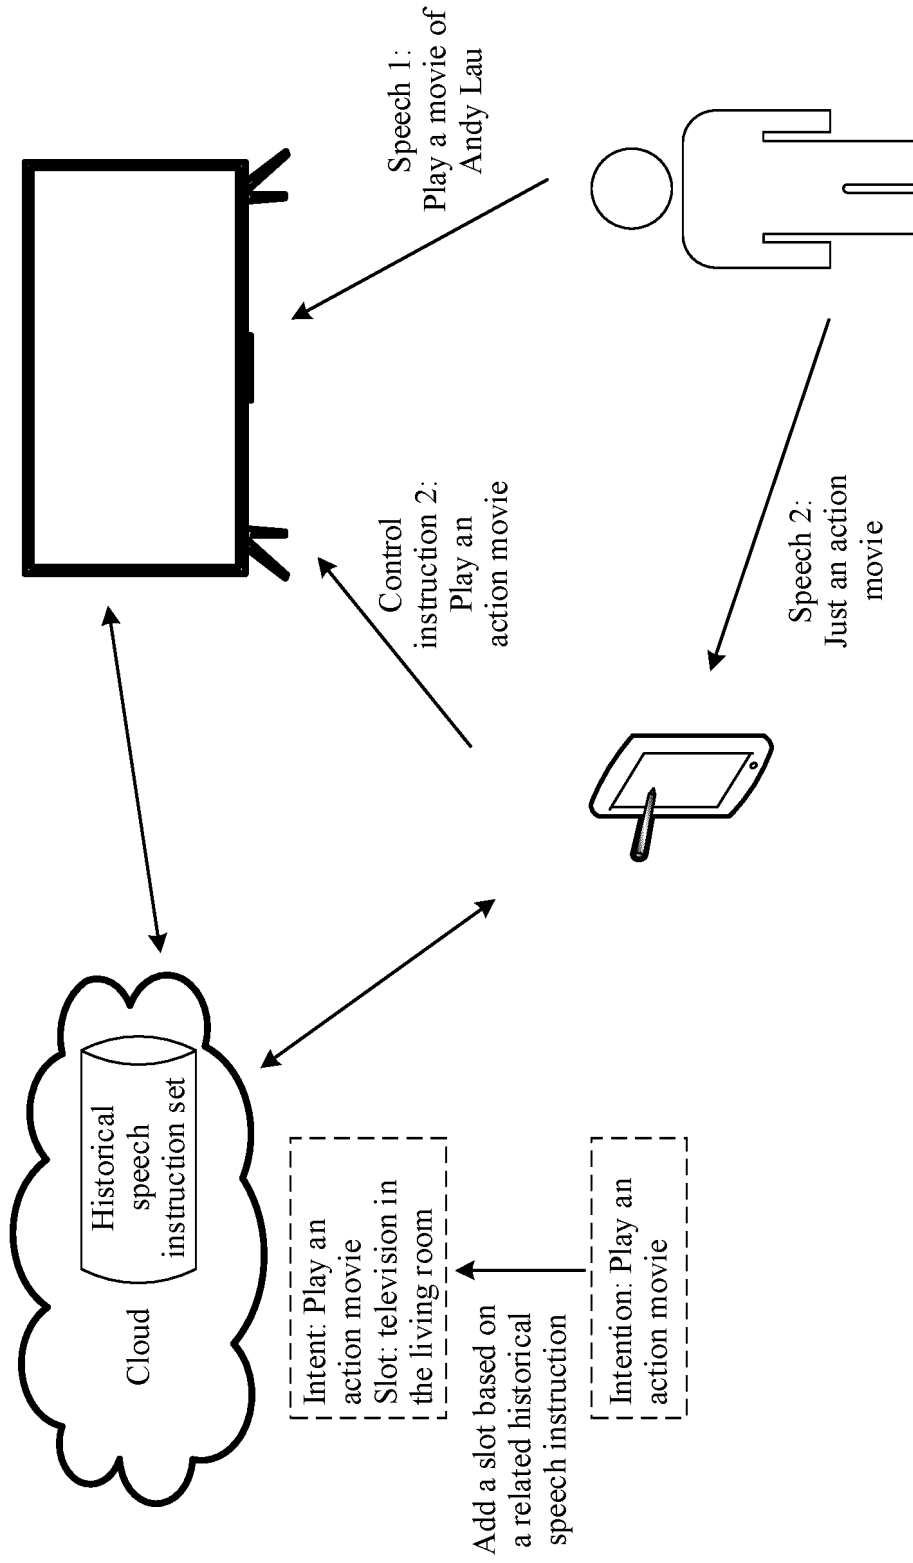 Cloud
Historical
speech
instruction set
Intent: Play an
action movie
Slot: television in
the living room
Add a slot based on
a related historical
speech instruction
Intention: Play an
action movie
Control
instruction 2:
Play an
action movie
Speech 1:
Play a movie of
Andy Lau
Speech 2:
Just an action
movie